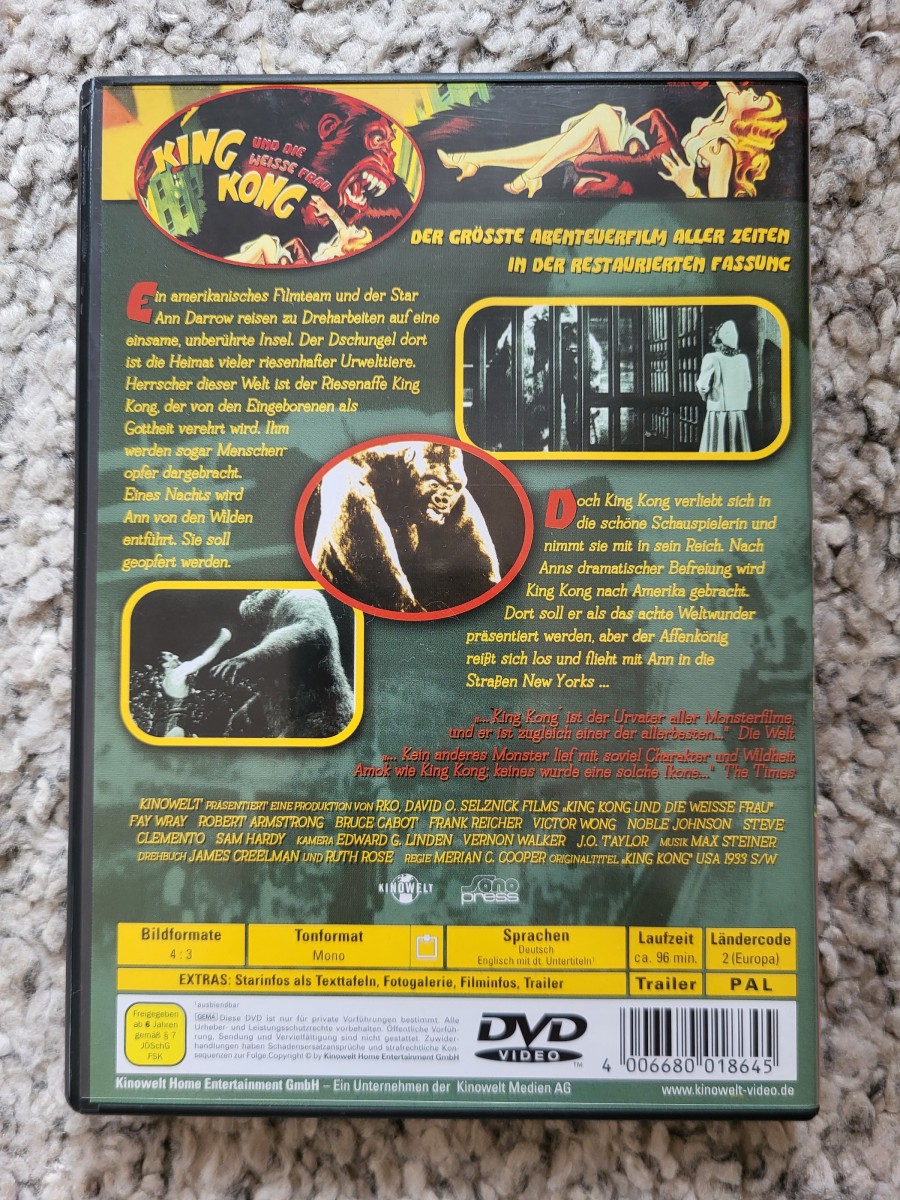 KING
UND DIE
WEISSE FRAU
KONG
DER GRÖSSTE ABENTEUERFILM ALLER ZEITEN
IN DER RESTAURIERTEN FASSUNG
Ein amerikanisches Filmteam und der Star
Ann Darrow reisen zu Dreharbeiten auf eine
einsame, unberührte Insel. Der Dschungel dort
ist die Heimat vieler riesenhafter Urwelttiere.
Herrscher dieser Welt ist der Riesenaffe King
Kong, der von den Eingeborenen als
Gottheit verehrt wird. Ihm
werden sogar Menschen-
opfer dargebracht.
Eines Nachts wird
Ann von den Wilden
entführt. Sie soll
geopfert werden.
Doch King Kong verliebt sich in
die schöne Schauspielerin und
nimmt sie mit in sein Reich. Nach
Anns dramatischer Befreiung wird
King Kong nach Amerika gebracht.
Dort soll er als das achte Weltwunder
präsentiert werden, aber der Affenkönig
reißt sich los und flieht mit Ann in die
Straßen New Yorks ...
„...'King Kong' ist der Urvater aller Monsterfilme,
und er ist zugleich einer der allerbesten...” Die Welt
„... Kein anderes Monster lief mit soviel Charakter und Wildheit
Amok wie King Kong; keines wurde eine solche Ikone...” The Times
KINOWELT PRÄSENTIERT EINE PRODUKTION VON RKO, DAVID O. SELZNICK FILMS „KING KONG UND DIE WEISSE FRAU”
FAY WRAY ROBERT ARMSTRONG BRUCE CABOT FRANK REICHER VICTOR WONG NOBLE JOHNSON STEVE
CLEMENTO SAM HARDY KAMERA EDWARD G. LINDEN VERNON WALKER J.O. TAYLOR MUSIK MAX STEINER
DREHBUCH JAMES CREELMAN UND RUTH ROSE REGIE MERIAN C. COOPER ORIGINALTITEL „KING KONG” USA 1933 S/W
KINOWELT
sono
press
Bildformate
4 : 3
Tonformat
Mono
Sprachen
Deutsch
Englisch mit dt. Untertiteln¹
Laufzeit
ca. 96 min.
Ländercode
2 (Europa)
EXTRAS: Starinfos als Texttafeln, Fotogalerie, Filminfos, Trailer
Trailer
PAL
¹ausblendbar
Freigegeben
ab 6 Jahren
gemäß § 7
JÖSchG
FSK
GEMA Diese DVD ist nur für private Vorführungen bestimmt. Alle
Urheber- und Leistungsschutzrechte vorbehalten. Öffentliche Vorfüh-
rung, Sendung und Vervielfältigung sind nicht gestattet. Zuwider-
handlungen haben Schadensersatzansprüche und strafrechtliche Kon-
sequenzen zur Folge.Copyright © by Kinowelt Home Entertainment GmbH
DVD
VIDEO
TM
4 006680 018645
Kinowelt Home Entertainment GmbH – Ein Unternehmen der Kinowelt Medien AG
www.kinowelt-video.de